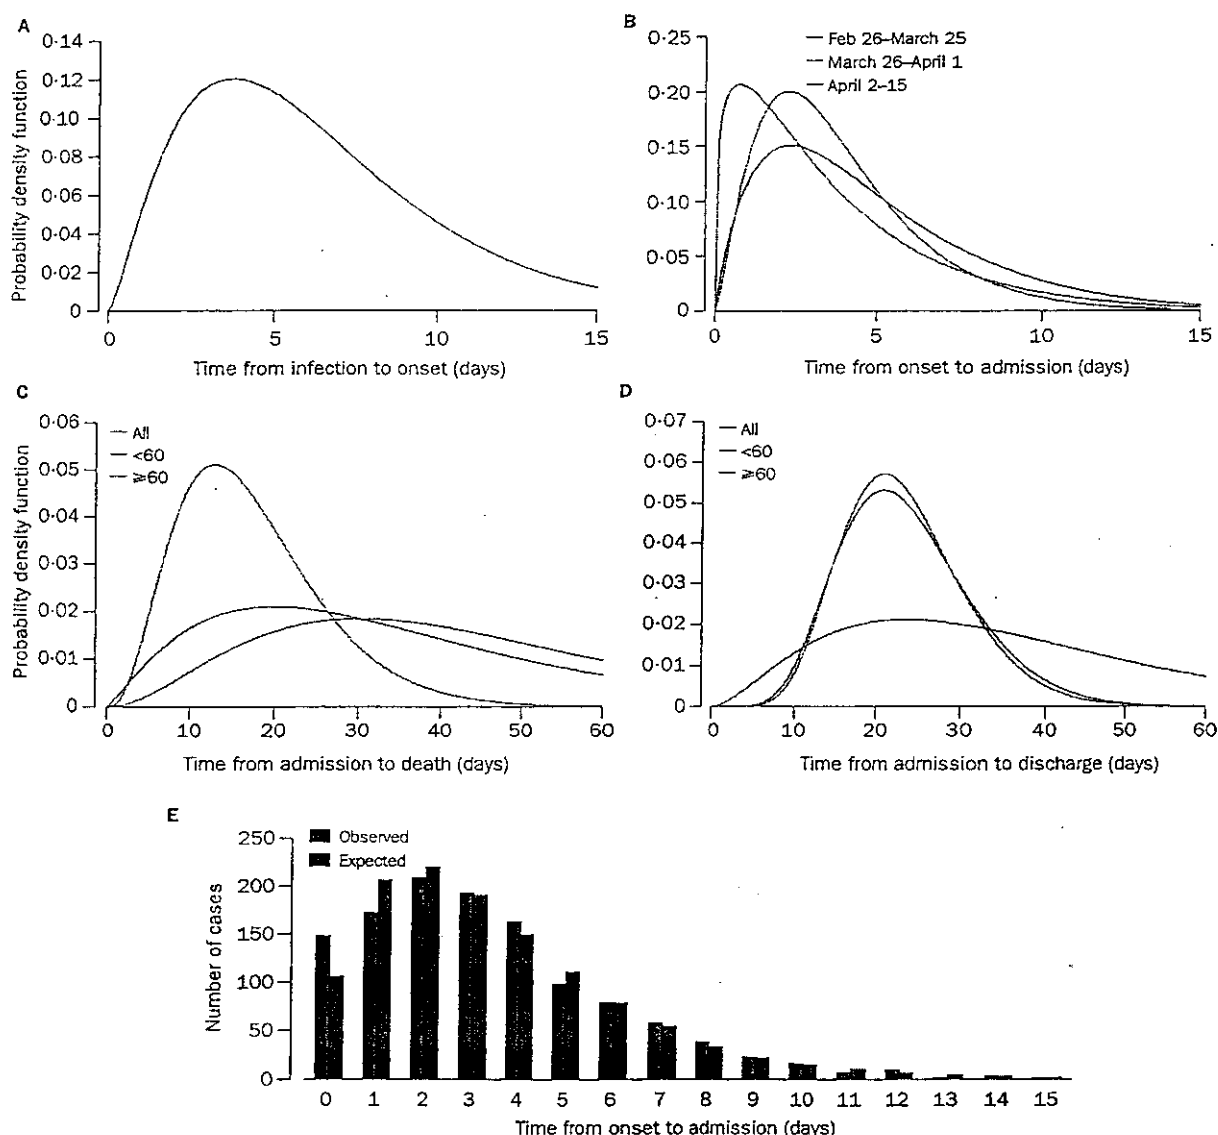 A
0·14
0·12
0·10
0·08
0·06
0·04
0·02
0
Probability density function
0 5 10 15
Time from infection to onset (days)
B
Feb 26–March 25
March 26–April 1
April 2–15
0·25
0·20
0·15
0·10
0·05
0
0 5 10 15
Time from onset to admission (days)
C
All
<60
⩾60
0·06
0·05
0·04
0·03
0·02
0·01
0
Probability density function
0 10 20 30 40 50 60
Time from admission to death (days)
D
All
<60
⩾60
0·07
0·06
0·05
0·04
0·03
0·02
0·01
0
0 10 20 30 40 50 60
Time from admission to discharge (days)
E
Observed
Expected
250
200
150
100
50
0
Number of cases
0 1 2 3 4 5 6 7 8 9 10 11 12 13 14 15
Time from onset to admission (days)